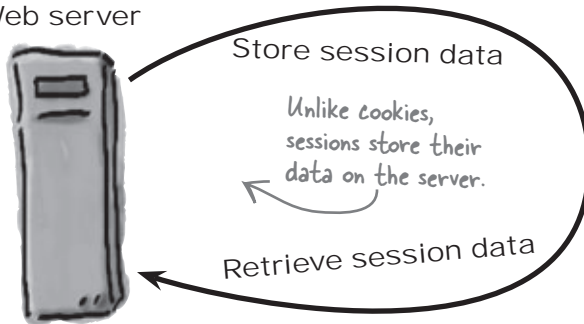 Web server
Store session data
Unlike cookies,
sessions store their
data on the server.
Retrieve session data